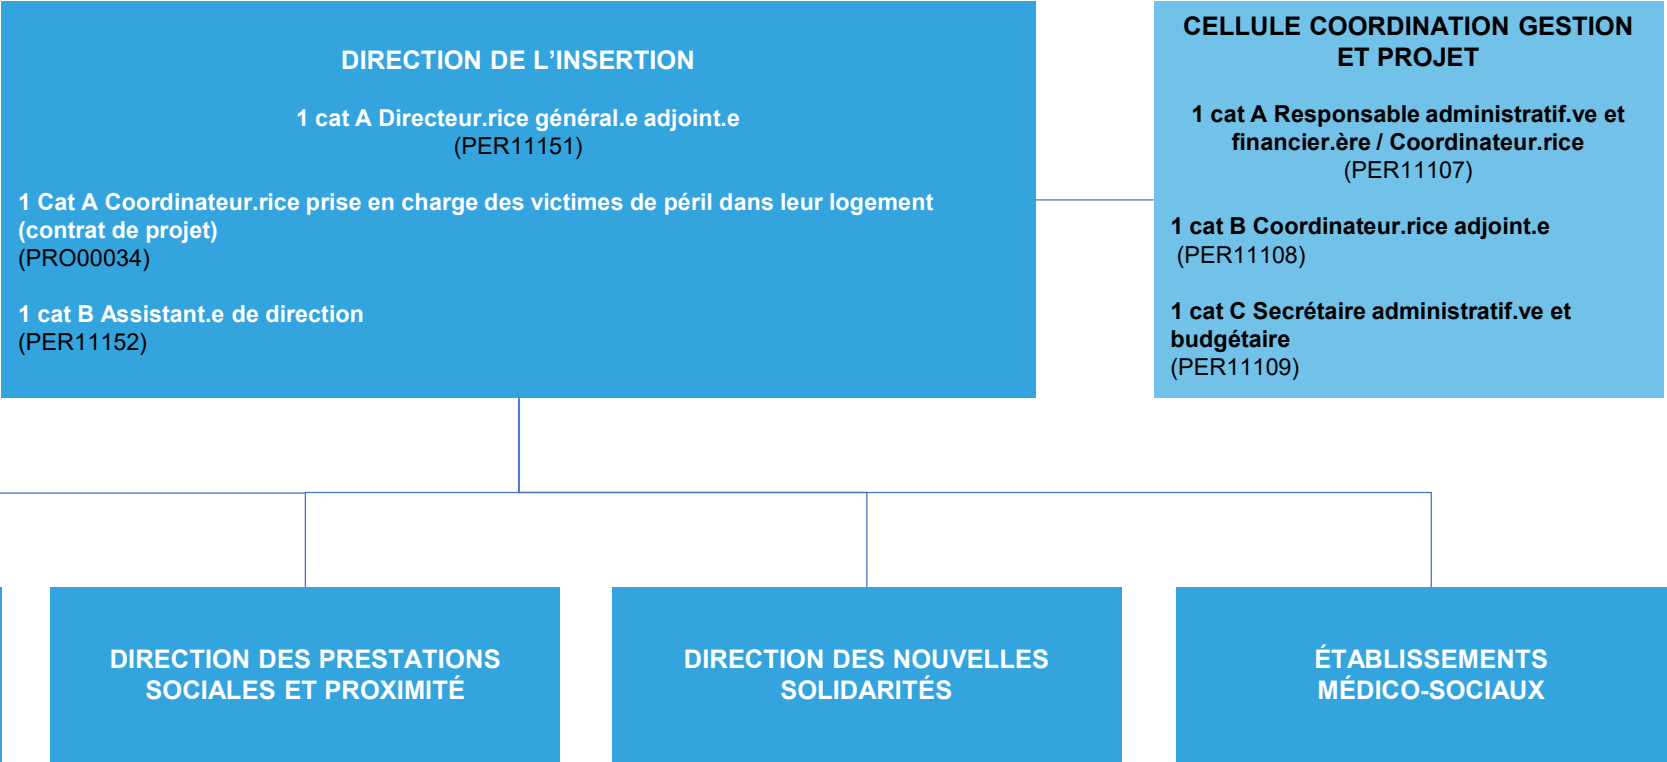 DIRECTION DE L’INSERTION
1 cat A Directeur.rice général.e adjoint.e
(PER11151)
1 Cat A Coordinateur.rice prise en charge des victimes de péril dans leur logement
(contrat de projet)
(PRO00034)
1 cat B Assistant.e de direction
(PER11152)
CELLULE COORDINATION GESTION
ET PROJET
1 cat A Responsable administratif.ve et
financier.ère / Coordinateur.rice
(PER11107)
1 cat B Coordinateur.rice adjoint.e
(PER11108)
1 cat C Secrétaire administratif.ve et
budgétaire
(PER11109)
DIRECTION DES PRESTATIONS
SOCIALES ET PROXIMITÉ
DIRECTION DES NOUVELLES
SOLIDARITÉS
ÉTABLISSEMENTS
MÉDICO-SOCIAUX